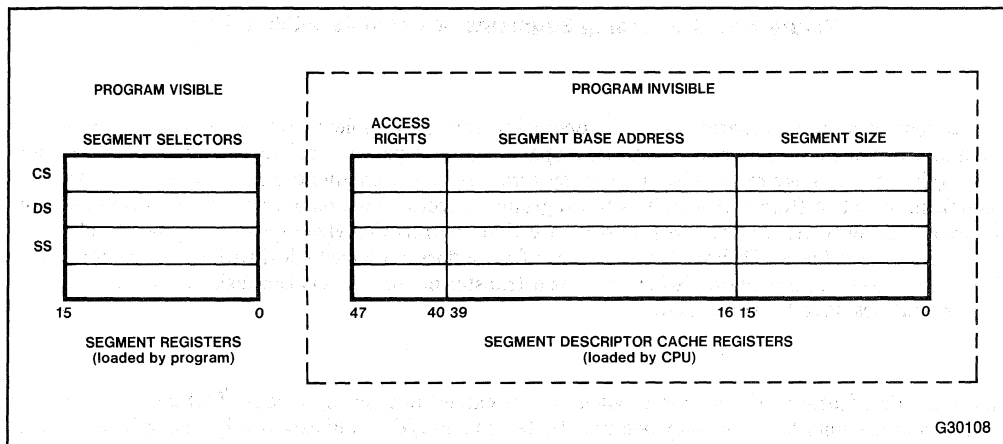 PROGRAM VISIBLE
PROGRAM INVISIBLE
SEGMENT SELECTORS
ACCESS
RIGHTS
SEGMENT BASE ADDRESS
SEGMENT SIZE
CS
DS
SS
15
0
47
40 39
16 15
0
SEGMENT REGISTERS
(loaded by program)
SEGMENT DESCRIPTOR CACHE REGISTERS
(loaded by CPU)
G30108